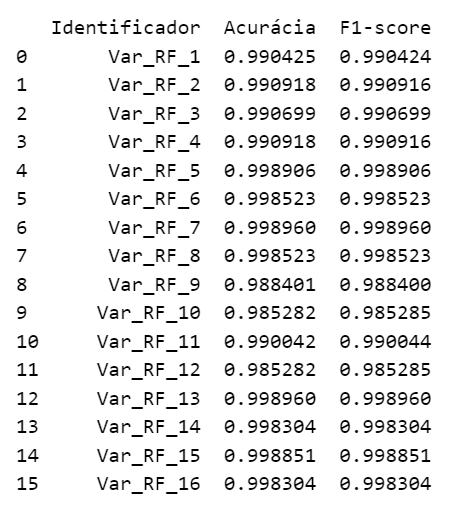 Identificador Acurácia F1-score
0 Var_RF_1 0.990425 0.990424
1 Var_RF_2 0.990918 0.990916
2 Var_RF_3 0.990699 0.990699
3 Var_RF_4 0.990918 0.990916
4 Var_RF_5 0.998906 0.998906
5 Var_RF_6 0.998523 0.998523
6 Var_RF_7 0.998960 0.998960
7 Var_RF_8 0.998523 0.998523
8 Var_RF_9 0.988401 0.988400
9 Var_RF_10 0.985282 0.985285
10 Var_RF_11 0.990042 0.990044
11 Var_RF_12 0.985282 0.985285
12 Var_RF_13 0.998960 0.998960
13 Var_RF_14 0.998304 0.998304
14 Var_RF_15 0.998851 0.998851
15 Var_RF_16 0.998304 0.998304